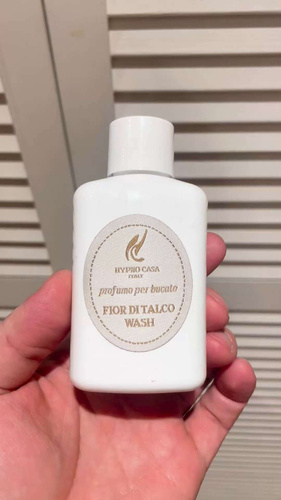 HYPNO CASA
profumo per bucato
FIOR DI TALCO
WASH